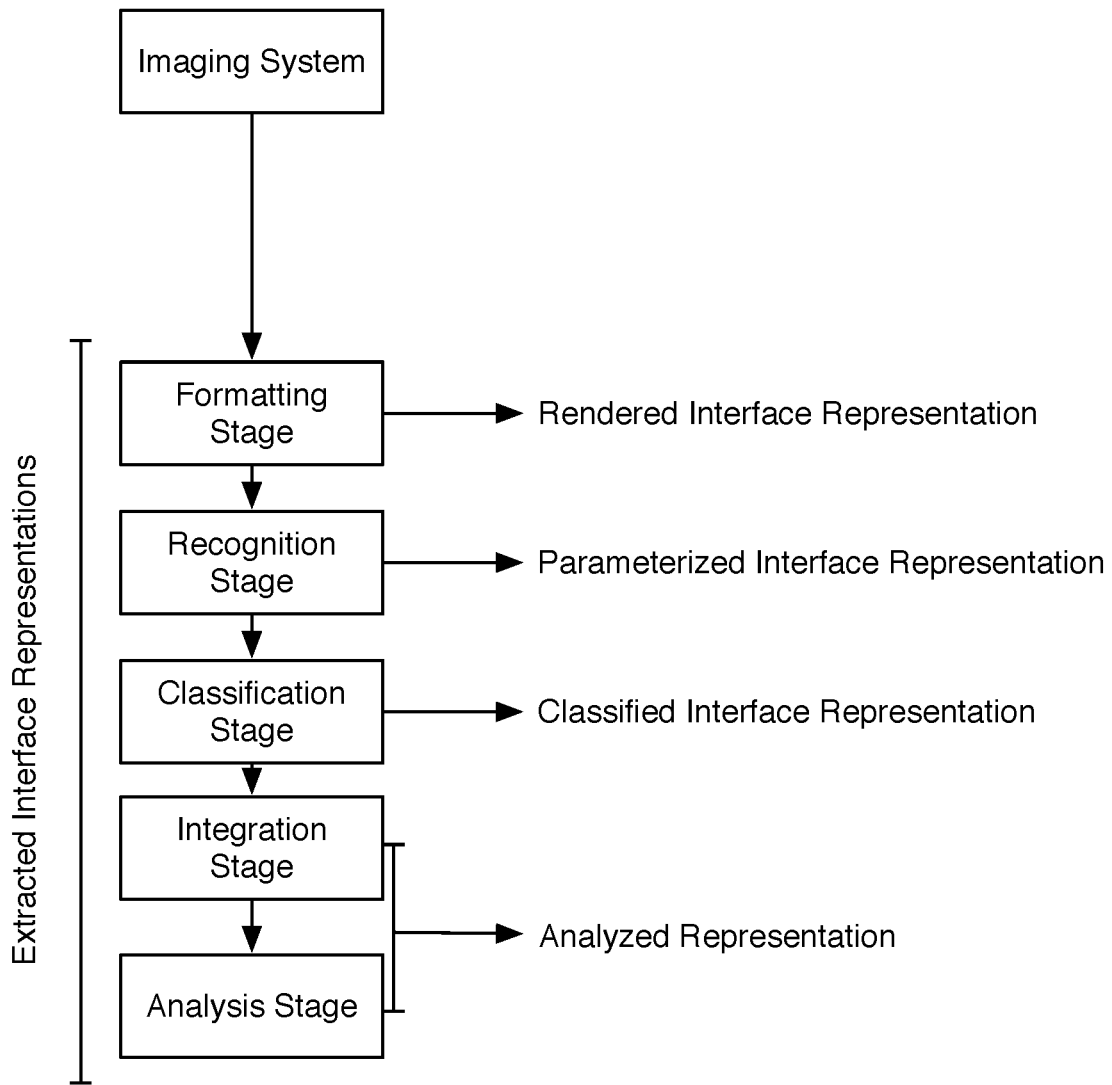 Imaging System
Formatting
Stage
Rendered Interface Representation
Recognition
Stage
Parameterized Interface Representation
Classification
Stage
Classified Interface Representation
Integration
Stage
Analyzed Representation
Analysis Stage
Extracted Interface Representations